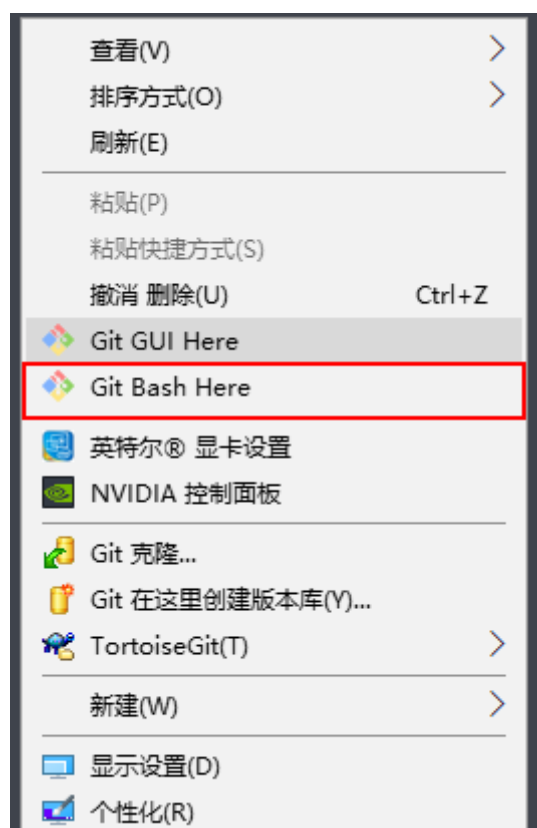 查看(V)
排序方式(O)
刷新(E)
粘贴(P)
粘贴快捷方式(S)
撤消 删除(U) Ctrl+Z
Git GUI Here
Git Bash Here
英特尔® 显卡设置
NVIDIA 控制面板
Git 克隆...
Git 在这里创建版本库(Y)...
TortoiseGit(T)
新建(W)
显示设置(D)
个性化(R)